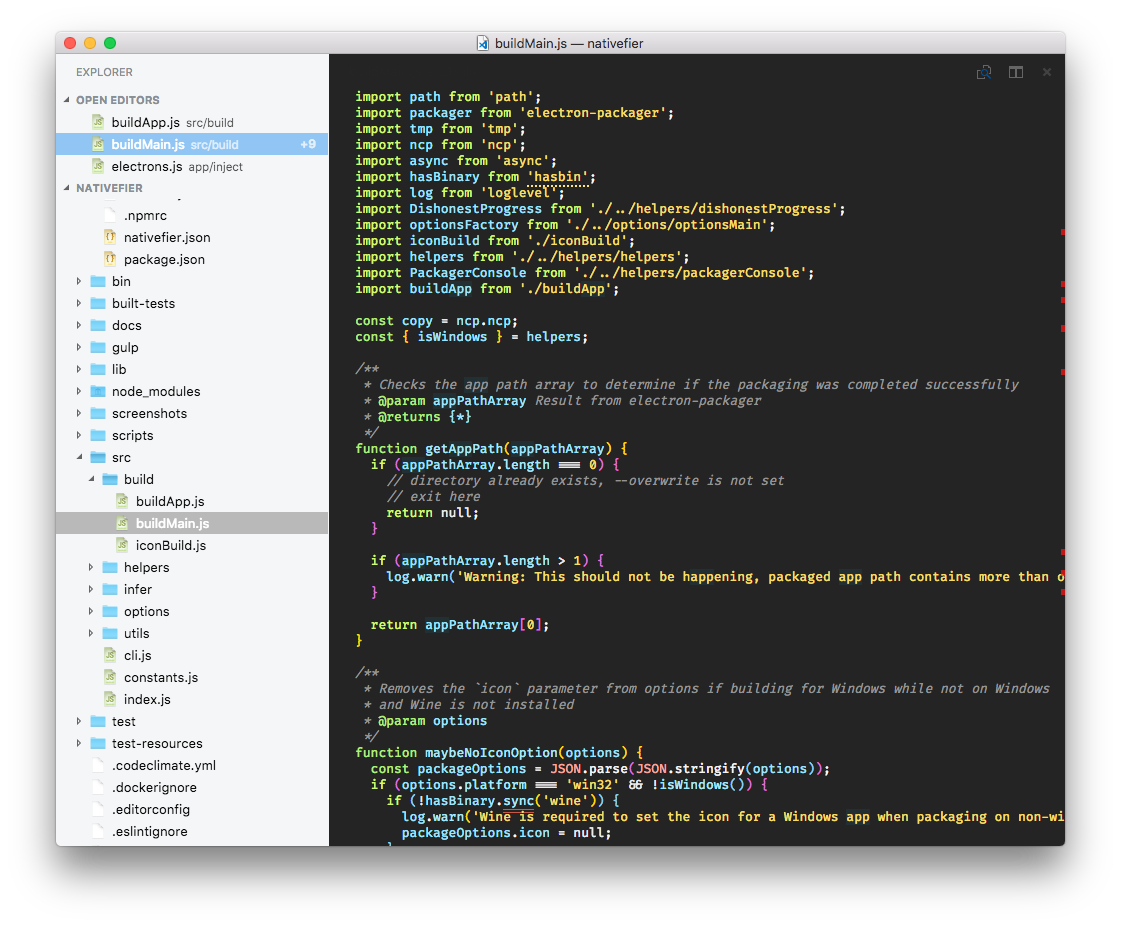 buildMain.js — nativefier
EXPLORER
OPEN EDITORS
buildApp.js src/build
buildMain.js src/build +9
electrons.js app/inject
NATIVEFIER
.npmrc
nativefier.json
package.json
bin
built-tests
docs
gulp
lib
node_modules
screenshots
scripts
src
build
buildApp.js
buildMain.js
iconBuild.js
helpers
infer
options
utils
cli.js
constants.js
index.js
test
test-resources
.codeclimate.yml
.dockerignore
.editorconfig
.eslintignore
import path from 'path';
import packager from 'electron-packager';
import tmp from 'tmp';
import ncp from 'ncp';
import async from 'async';
import hasBinary from 'hasbin';
import log from 'loglevel';
import DishonestProgress from './../helpers/dishonestProgress';
import optionsFactory from './../options/optionsMain';
import iconBuild from './iconBuild';
import helpers from './../helpers/helpers';
import PackagerConsole from './../helpers/packagerConsole';
import buildApp from './buildApp';
const copy = ncp.ncp;
const { isWindows } = helpers;
/**
 * Checks the app path array to determine if the packaging was completed successfully
 * @param appPathArray Result from electron-packager
 * @returns {*}
 */
function getAppPath(appPathArray) {
  if (appPathArray.length === 0) {
    // directory already exists, --overwrite is not set
    // exit here
    return null;
  }
  if (appPathArray.length > 1) {
    log.warn('Warning: This should not be happening, packaged app path contains more than o
  }
  return appPathArray[0];
}
/**
 * Removes the `icon` parameter from options if building for Windows while not on Windows
 * and Wine is not installed
 * @param options
 */
function maybeNoIconOption(options) {
  const packageOptions = JSON.parse(JSON.stringify(options));
  if (options.platform === 'win32' && !isWindows()) {
    if (!hasBinary.sync('wine')) {
      log.warn('Wine is required to set the icon for a Windows app when packaging on non-wi
      packageOptions.icon = null;